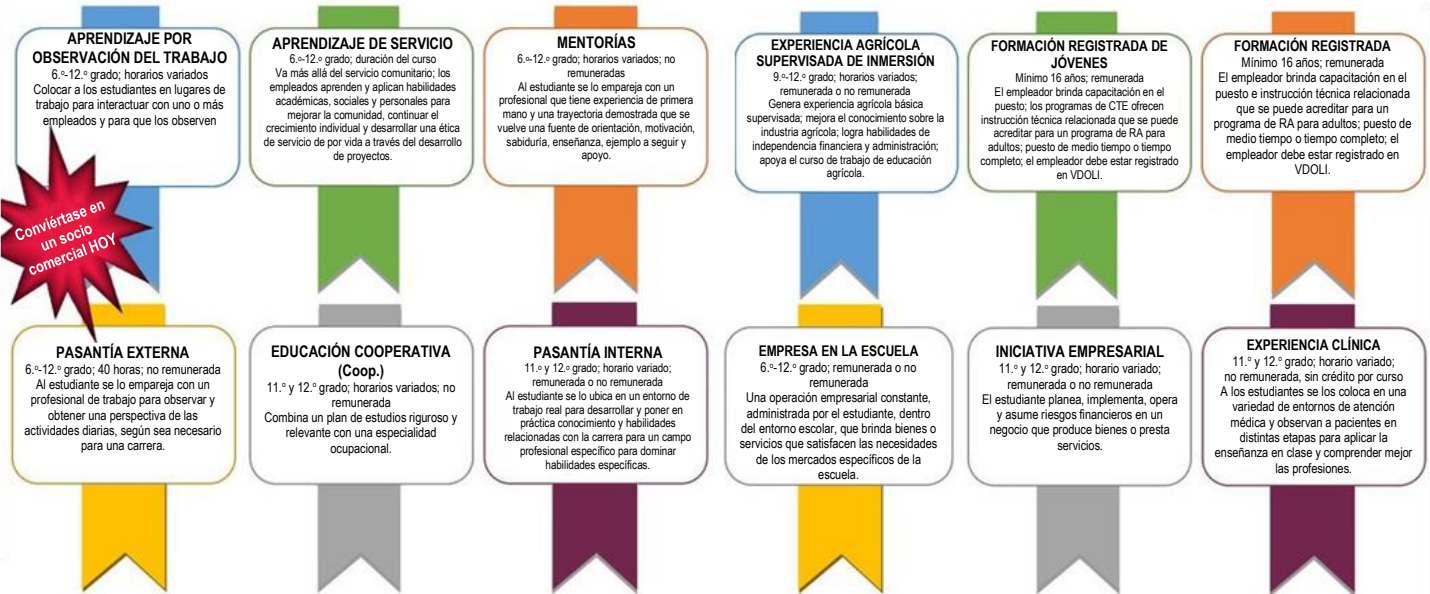 APRENDIZAJE POR
OBSERVACIÓN DEL TRABAJO
6.º-12.º grado; horarios variados
Colocar a los estudiantes en lugares de
trabajo para interactuar con uno o más
empleados y para que los observen
APRENDIZAJE DE SERVICIO
6.º-12.º grado; duración del curso
Va más allá del servicio comunitario; los
empleados aprenden y aplican habilidades
académicas, sociales y personales para
mejorar la comunidad, continuar el
crecimiento individual y desarrollar una ética
de servicio de por vida a través del desarrollo
de proyectos.
MENTORÍAS
6.º-12.º grado; horarios variados; no
remuneradas
Al estudiante se lo empareja con un
profesional que tiene experiencia de primera
mano y una trayectoria demostrada que se
vuelve una fuente de orientación, motivación,
sabiduría, enseñanza, ejemplo a seguir y
apoyo.
EXPERIENCIA AGRÍCOLA
SUPERVISADA DE INMERSIÓN
9.º-12.º grado; horarios variados;
remunerada o no remunerada
Genera experiencia agrícola básica
supervisada; mejora el conocimiento sobre la
industria agrícola; logra habilidades de
independencia financiera y administración;
apoya el curso de trabajo de educación
agrícola.
FORMACIÓN REGISTRADA DE
JÓVENES
Mínimo 16 años; remunerada
El empleador brinda capacitación en el
puesto; los programas de CTE ofrecen
instrucción técnica relacionada que se puede
acreditar para un programa de RA para
adultos; puesto de medio tiempo o tiempo
completo; el empleador debe estar registrado
en VDOLI.
FORMACIÓN REGISTRADA
Mínimo 16 años; remunerada
El empleador brinda capacitación en el
puesto e instrucción técnica relacionada
que se puede acreditar para un
programa de RA para adultos; puesto de
medio tiempo o tiempo completo; el
empleador debe estar registrado en
VDOLI.
Conviértase en
un socio
comercial HOY
PASANTÍA EXTERNA
6.º-12.º grado; 40 horas; no remunerada
Al estudiante se lo empareja con un
profesional de trabajo para observar y
obtener una perspectiva de las
actividades diarias, según sea necesario
para una carrera.
EDUCACIÓN COOPERATIVA
(Coop.)
11.º y 12.º grado; horarios variados; no
remunerada
Combina un plan de estudios riguroso y
relevante con una especialidad
ocupacional.
PASANTÍA INTERNA
11.º y 12.º grado; horario variado;
remunerada o no remunerada
Al estudiante se lo ubica en un entorno de
trabajo real para desarrollar y poner en
práctica conocimiento y habilidades
relacionadas con la carrera para un campo
profesional específico para dominar
habilidades específicas.
EMPRESA EN LA ESCUELA
6.º-12.º grado; remunerada o no
remunerada
Una operación empresarial constante,
administrada por el estudiante, dentro
del entorno escolar, que brinda bienes o
servicios que satisfacen las necesidades
de los mercados específicos de la
escuela.
INICIATIVA EMPRESARIAL
11.º y 12.º grado; horario variado;
remunerada o no remunerada
El estudiante planea, implementa, opera
y asume riesgos financieros en un
negocio que produce bienes o presta
servicios.
EXPERIENCIA CLÍNICA
11.º y 12.º grado; horario variado;
no remunerada, sin crédito por curso
A los estudiantes se los coloca en una
variedad de entornos de atención
médica y observan a pacientes en
distintas etapas para aplicar la
enseñanza en clase y comprender mejor
las profesiones.